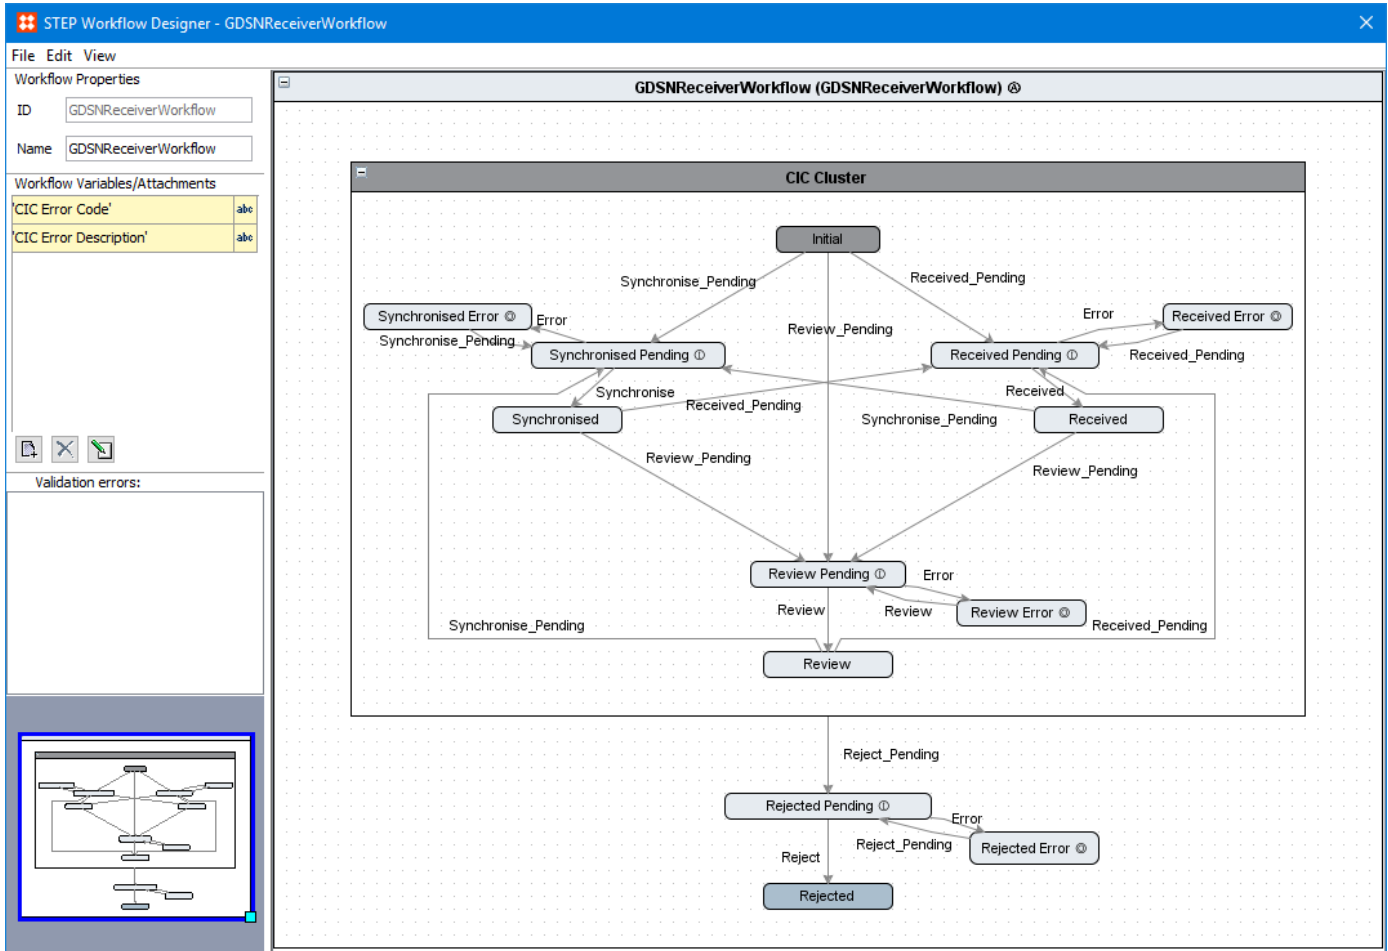 STEP Workflow Designer - GDSNReceiverWorkflow
File Edit View
Workflow Properties
ID GDSNReceiverWorkflow
Name GDSNReceiverWorkflow
Workflow Variables/Attachments
'CIC Error Code' abc
'CIC Error Description' abc
Validation errors:
GDSNReceiverWorkflow (GDSNReceiverWorkflow)
CIC Cluster
Initial
Synchronise_Pending
Received_Pending
Synchronised Error
Error
Review_Pending
Error
Received Error
Synchronise_Pending
Synchronised Pending
Received Pending
Received_Pending
Synchronise
Received_Pending
Received
Synchronised
Synchronise_Pending
Received
Review_Pending
Review_Pending
Review Pending
Error
Review
Review
Review Error
Synchronise_Pending
Received_Pending
Review
Reject_Pending
Rejected Pending
Error
Reject_Pending
Rejected Error
Reject
Rejected